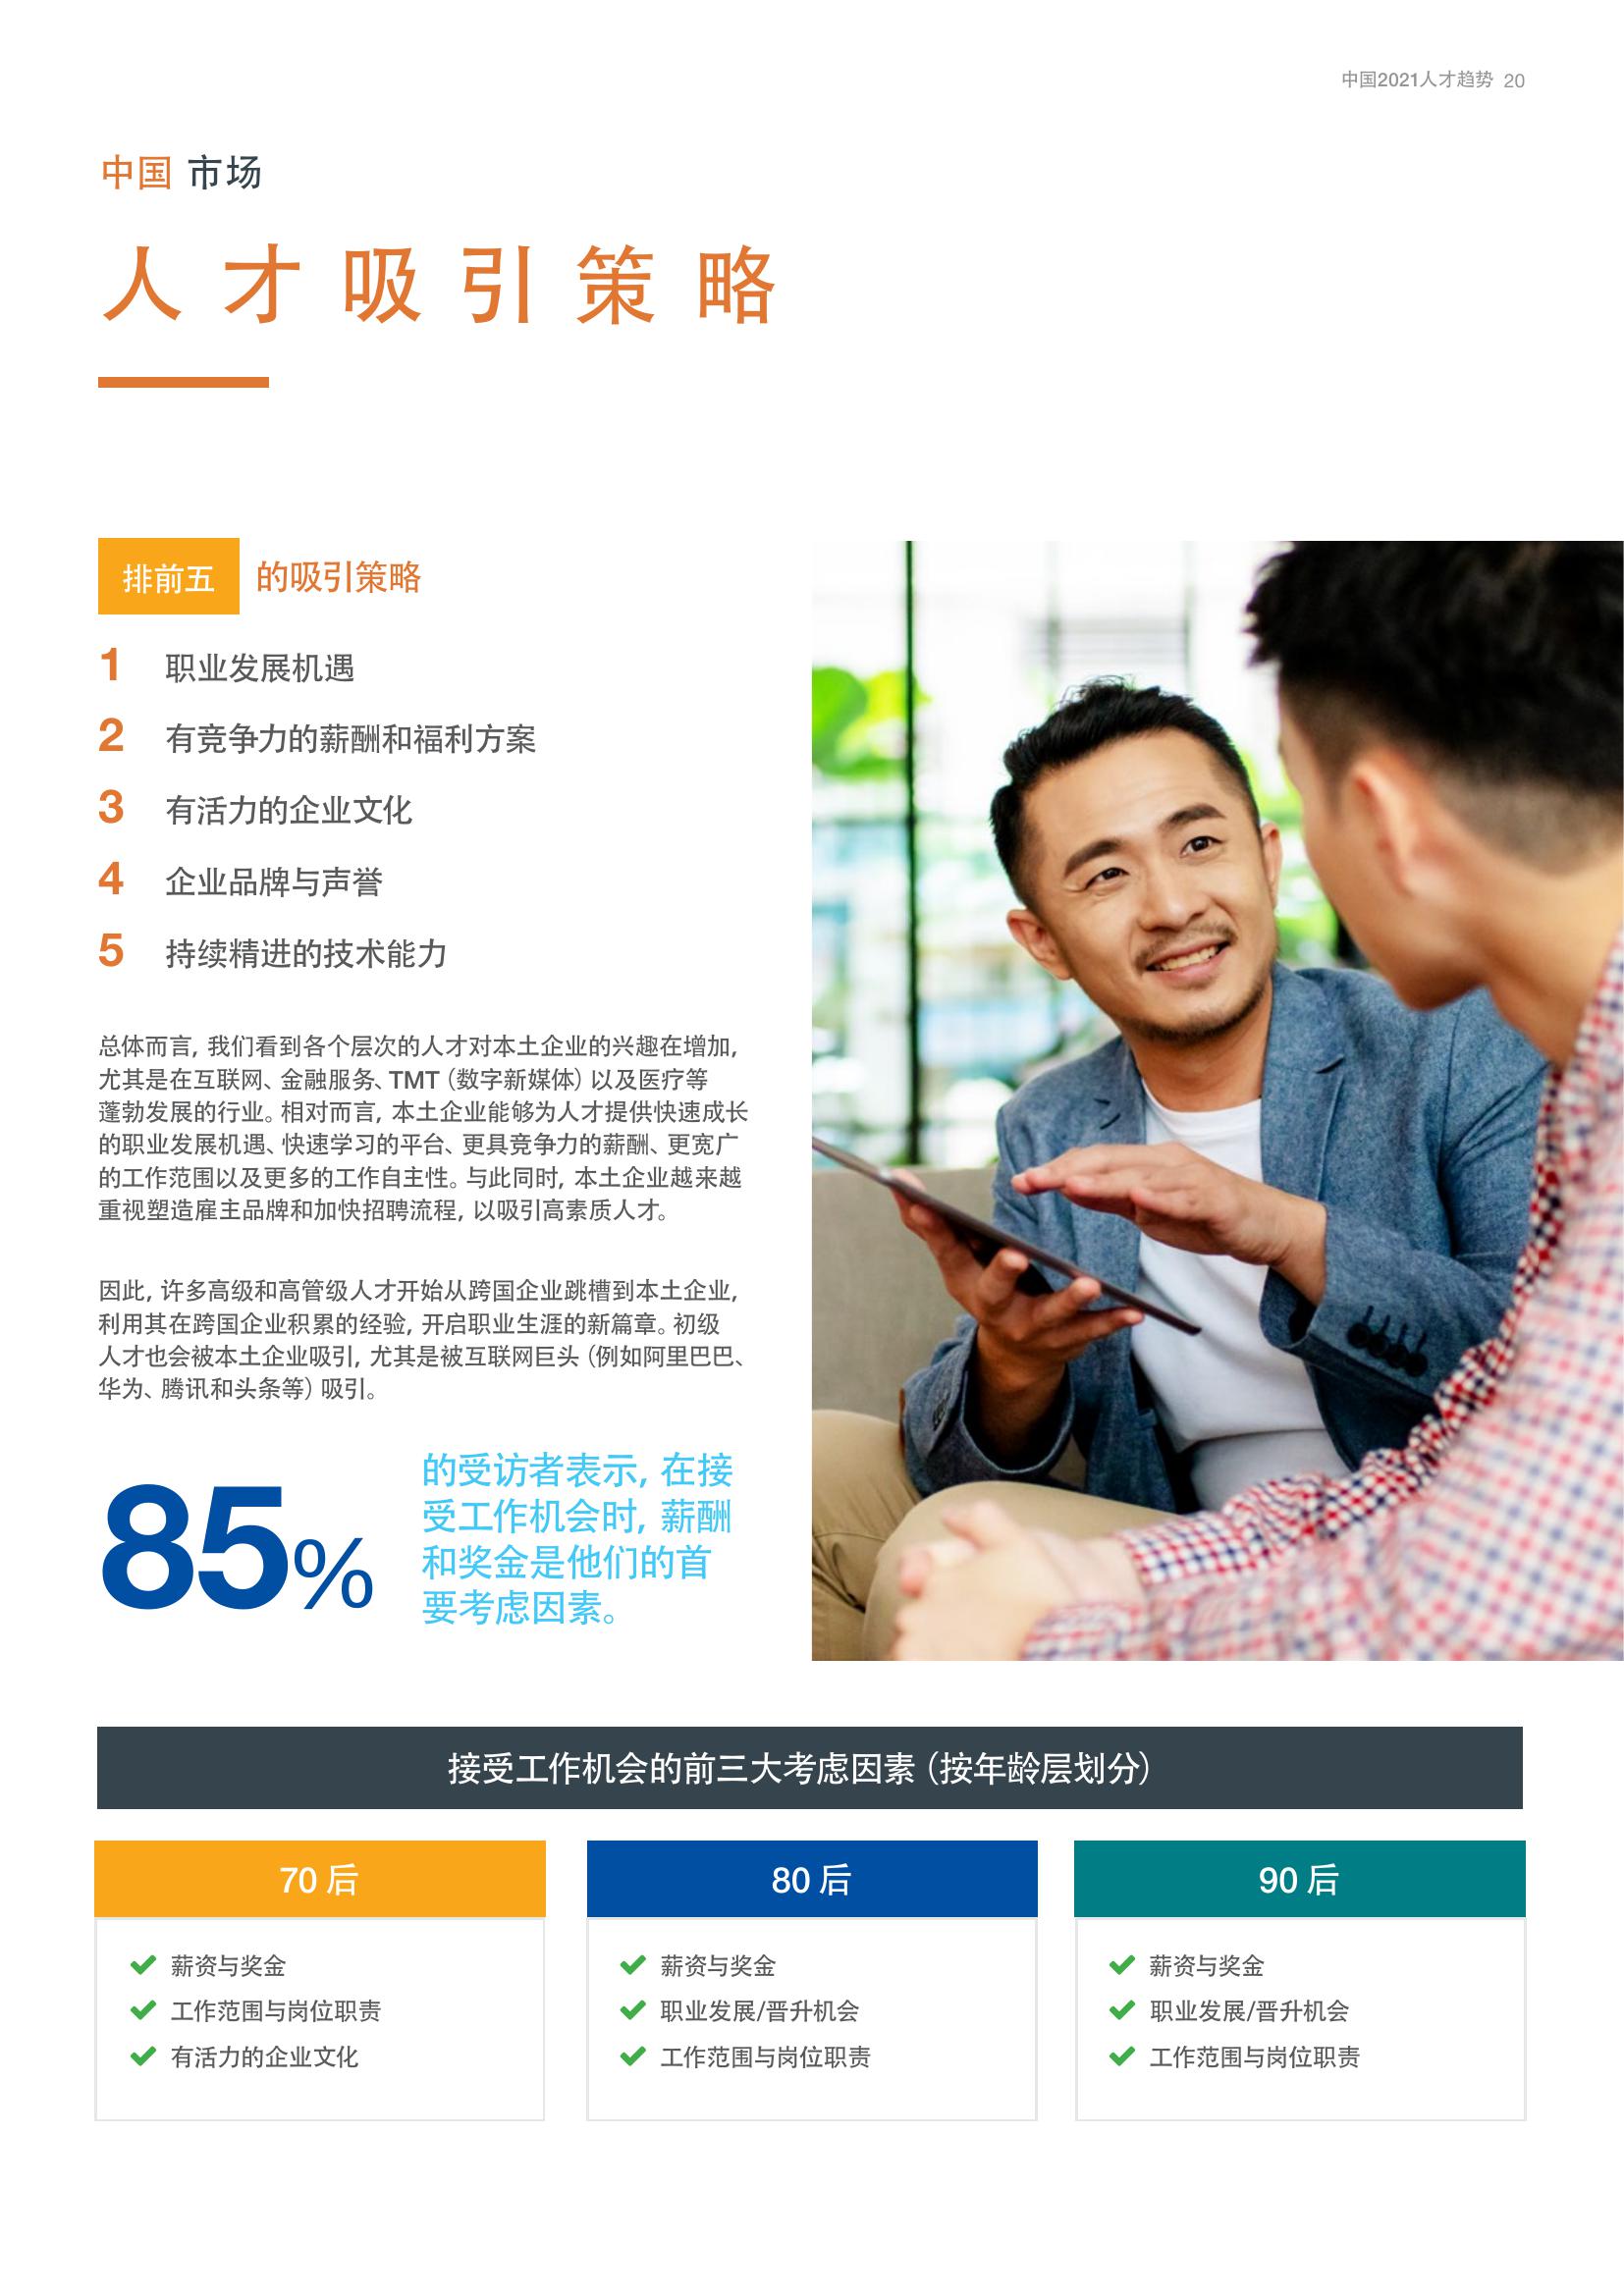 中国2021人才趋势 20
中国 市场
人才吸引策略
排前五 的吸引策略
1 职业发展机遇
2 有竞争力的薪酬和福利方案
3 有活力的企业文化
4 企业品牌与声誉
5 持续精进的技术能力
总体而言, 我们看到各个层次的人才对本土企业的兴趣在增加,
尤其是在互联网、金融服务、TMT（数字新媒体）以及医疗等
蓬勃发展的行业。相对而言, 本土企业能够为人才提供快速成长
的职业发展机遇、快速学习的平台、更具竞争力的薪酬、更宽广
的工作范围以及更多的工作自主性。与此同时, 本土企业越来越
重视塑造雇主品牌和加快招聘流程, 以吸引高素质人才。
因此, 许多高级和高管级人才开始从跨国企业跳槽到本土企业,
利用其在跨国企业积累的经验, 开启职业生涯的新篇章。初级
人才也会被本土企业吸引, 尤其是被互联网巨头（例如阿里巴巴、
华为、腾讯和头条等）吸引。
85%
的受访者表示, 在接
受工作机会时, 薪酬
和奖金是他们的首
要考虑因素。
接受工作机会的前三大考虑因素（按年龄层划分）
70 后
薪资与奖金
工作范围与岗位职责
有活力的企业文化
80 后
薪资与奖金
职业发展/晋升机会
工作范围与岗位职责
90 后
薪资与奖金
职业发展/晋升机会
工作范围与岗位职责